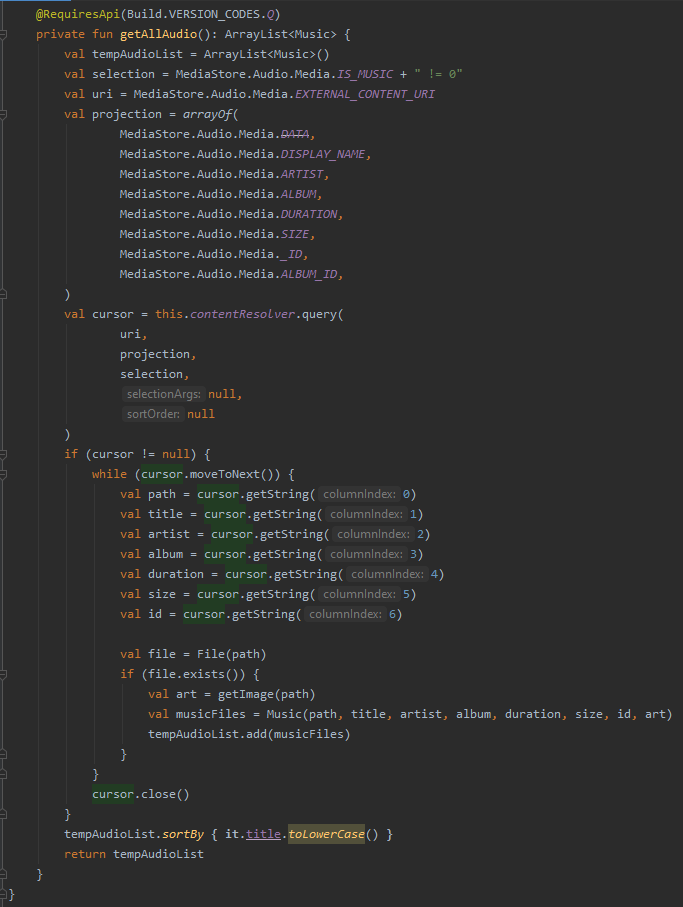 @RequiresApi(Build.VERSION_CODES.Q)
private fun getAllAudio(): ArrayList<Music> {
val tempAudioList = ArrayList<Music>()
val selection = MediaStore.Audio.Media.IS_MUSIC + " != 0"
val uri = MediaStore.Audio.Media.EXTERNAL_CONTENT_URI
val projection = arrayOf(
MediaStore.Audio.Media.DATA,
MediaStore.Audio.Media.DISPLAY_NAME,
MediaStore.Audio.Media.ARTIST,
MediaStore.Audio.Media.ALBUM,
MediaStore.Audio.Media.DURATION,
MediaStore.Audio.Media.SIZE,
MediaStore.Audio.Media._ID,
MediaStore.Audio.Media.ALBUM_ID,
)
val cursor = this.contentResolver.query(
uri,
projection,
selection,
selectionArgs: null,
sortOrder: null
)
if (cursor != null) {
while (cursor.moveToNext()) {
val path = cursor.getString( columnIndex: 0)
val title = cursor.getString( columnIndex: 1)
val artist = cursor.getString( columnIndex: 2)
val album = cursor.getString( columnIndex: 3)
val duration = cursor.getString( columnIndex: 4)
val size = cursor.getString( columnIndex: 5)
val id = cursor.getString( columnIndex: 6)
val file = File(path)
if (file.exists()) {
val art = getImage(path)
val musicFiles = Music(path, title, artist, album, duration, size, id, art)
tempAudioList.add(musicFiles)
}
}
cursor.close()
}
tempAudioList.sortBy { it.title.toLowerCase() }
return tempAudioList
}
}